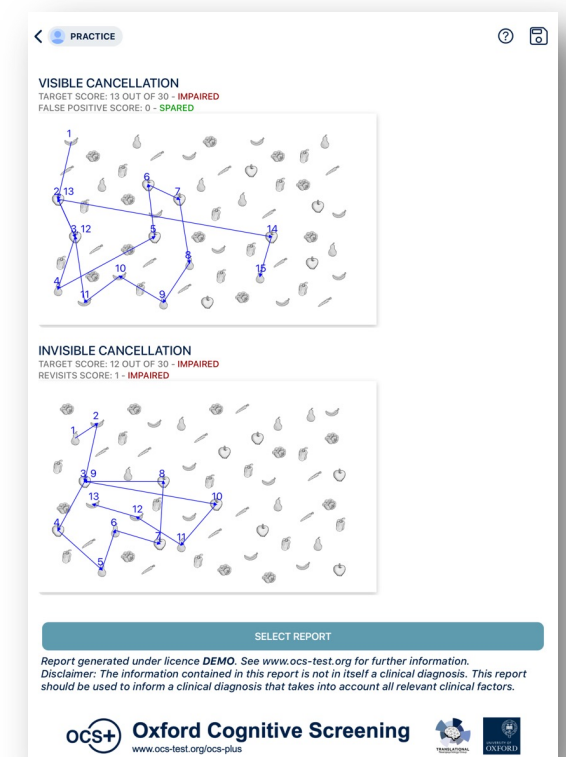 PRACTICE
VISIBLE CANCELLATION
TARGET SCORE: 13 OUT OF 30 - IMPAIRED
FALSE POSITIVE SCORE: 0 - SPARED
1
6
2, 13
7
3, 12
5
14
8
15
10
4
11
9
INVISIBLE CANCELLATION
TARGET SCORE: 12 OUT OF 30 - IMPAIRED
REVISITS SCORE: 1 - IMPAIRED
2
1
3, 9
8
13
10
12
4
6
7
11
5
SELECT REPORT
Report generated under licence DEMO. See www.ocs-test.org for further information.
Disclaimer: The information contained in this report is not in itself a clinical diagnosis. This report
should be used to inform a clinical diagnosis that takes into account all relevant clinical factors.
ocs+ Oxford Cognitive Screening
www.ocs-test.org/ocs-plus
TRANSLATIONAL
UNIVERSITY OF
OXFORD